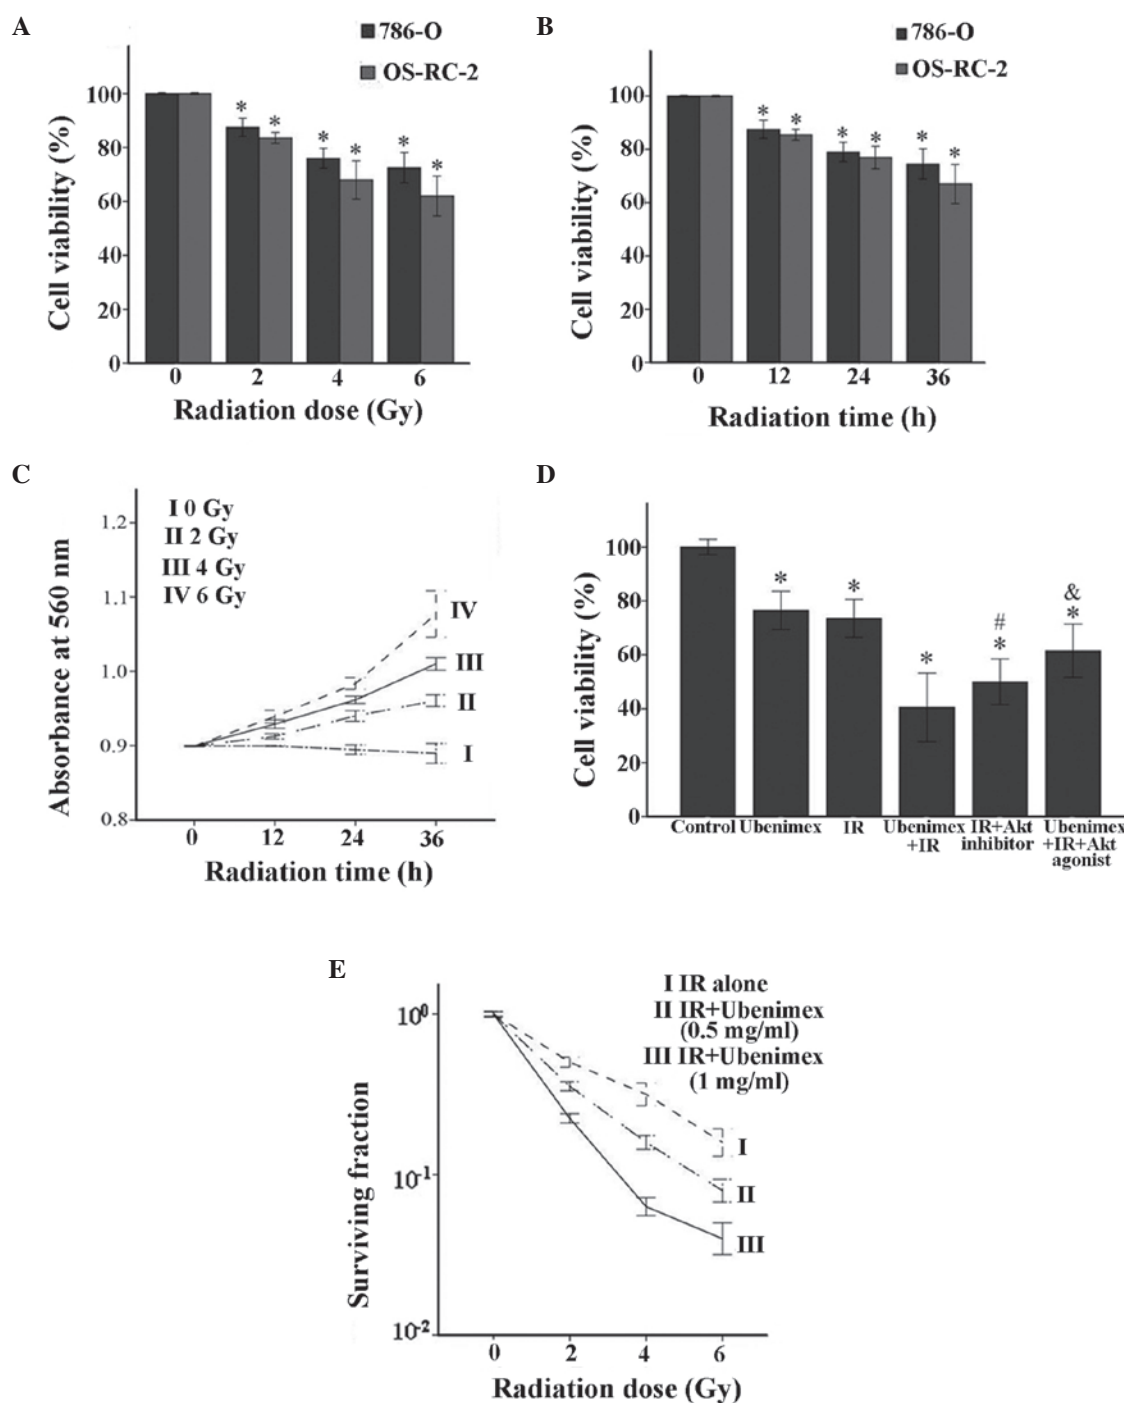 A
786-O
OS-RC-2
*
*
*
*
*
*
100
80
60
40
20
0
Cell viability (%)
0 2 4 6
Radiation dose (Gy)
B
786-O
OS-RC-2
*
*
*
*
*
*
100
80
60
40
20
0
Cell viability (%)
0 12 24 36
Radiation time (h)
C
I 0 Gy
II 2 Gy
III 4 Gy
IV 6 Gy
1.2
1.1
1.0
0.9
0.8
Absorbance at 560 nm
IV
III
II
I
0 12 24 36
Radiation time (h)
D
100
80
60
40
20
0
Cell viability (%)
*
*
*
#
*
&
*
Control
Ubenimex
IR
Ubenimex
+IR
IR+Akt
inhibitor
Ubenimex
+IR+Akt
agonist
E
I IR alone
II IR+Ubenimex
(0.5 mg/ml)
III IR+Ubenimex
(1 mg/ml)
10⁰
10⁻¹
10⁻²
Surviving fraction
I
II
III
0 2 4 6
Radiation dose (Gy)